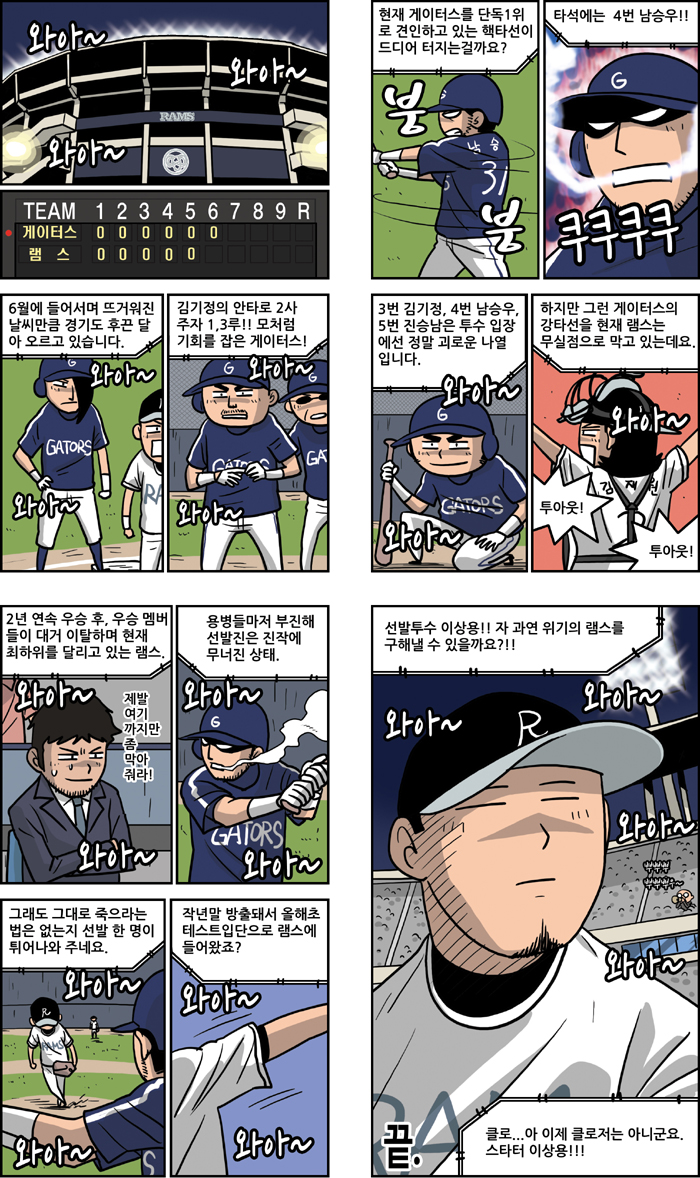 와아~
와아~
와아~
RAMS
TEAM 1 2 3 4 5 6 7 8 9 R
게이터스 0 0 0 0 0 0
램 스 0 0 0 0 0
현재 게이터스를 단독1위
로 견인하고 있는 핵타선이
드디어 터지는걸까요?
붕
남 승
31
붕
타석에는 4번 남승우!!
G
쿠쿠쿠쿠
6월에 들어서며 뜨거워진
날씨만큼 경기도 후끈 달
아 오르고 있습니다.
G
와아~
GATORS
RA
와아~
김기정의 안타로 2사
주자 1,3루!! 모처럼
기회를 잡은 게이터스!
G
와아~
GATORS
GA
와아~
3번 김기정, 4번 남승우,
5번 진승남은 투수 입장
에선 정말 괴로운 나열
입니다.
와아~
G
GATORS
와아~
하지만 그런 게이터스의
강타선을 현재 램스는
무실점으로 막고 있는데요.
와아~
김 재 원
투아웃!
투아웃!
2년 연속 우승 후, 우승 멤버
들이 대거 이탈하며 현재
최하위를 달리고 있는 램스.
와아~
제발
여기
까지만
좀
막아
줘라!
와아~
용병들마저 부진해
선발진은 진작에
무너진 상태.
와아~
G
GATORS
와아~
그래도 그대로 죽으라는
법은 없는지 선발 한 명이
튀어나와 주네요.
와아~
R
RAMS
와아~
S
작년말 방출돼서 올해초
테스트입단으로 램스에
들어왔죠?
와아~
와아~
선발투수 이상용!! 자 과연 위기의 램스를
구해낼 수 있을까요?!!
와아~
와아~
R
와아~
뿌뿌뿌
뿌뿌뿌~
와아~
RAM
끝.
클로...아 이제 클로저는 아니군요.
스타터 이상용!!!